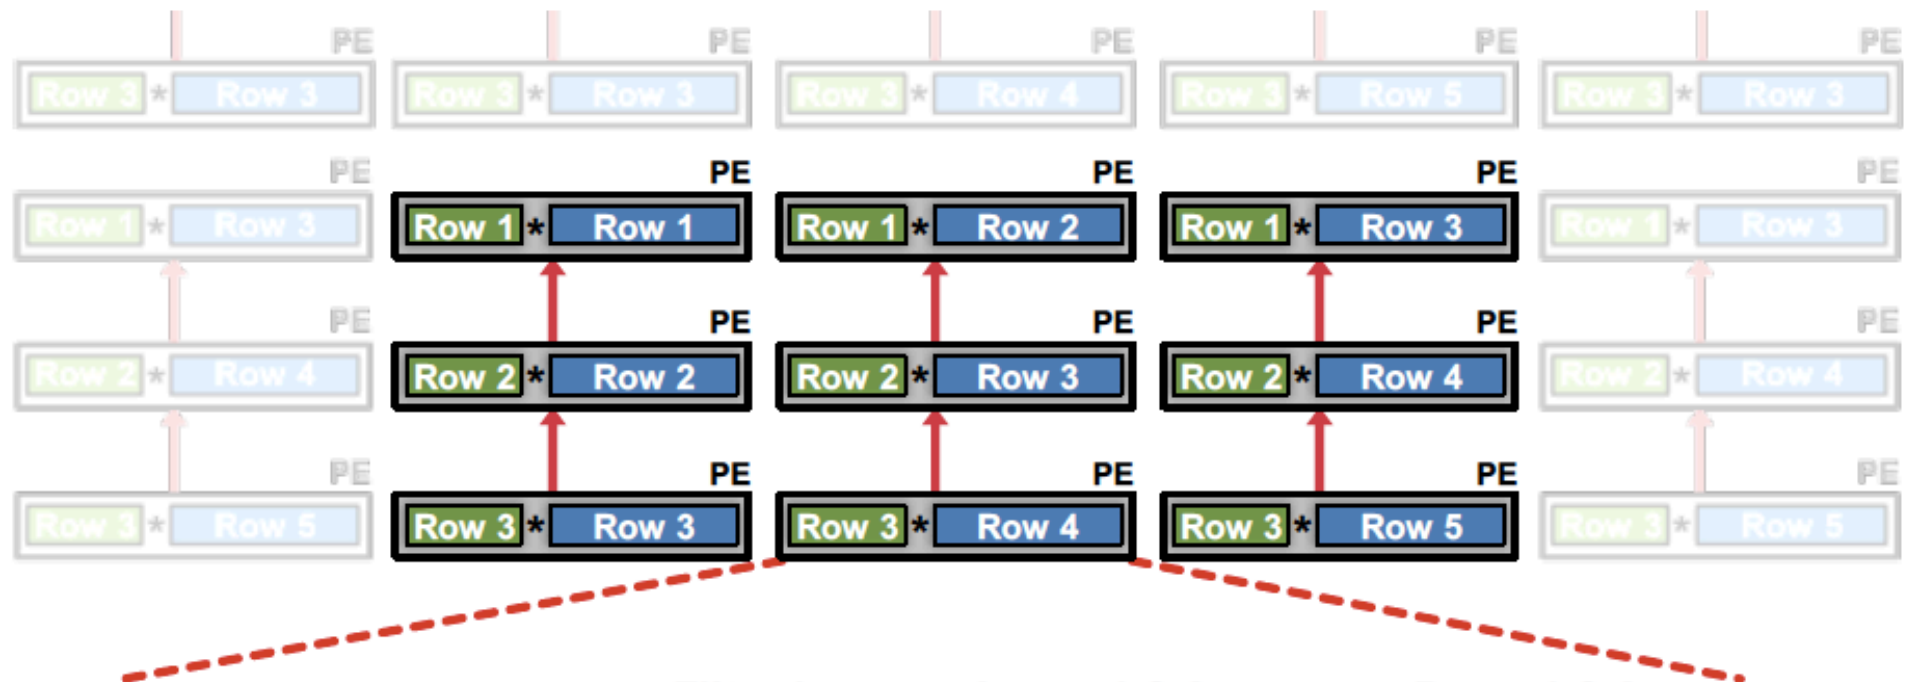 PE PE PE PE PE
Row 3 * Row 3 Row 3 * Row 3 Row 3 * Row 4 Row 3 * Row 5 Row 3 * Row 3
PE PE PE PE PE
Row 1 * Row 3 Row 1 * Row 1 Row 1 * Row 2 Row 1 * Row 3 Row 1 * Row 3
PE PE PE PE PE
Row 2 * Row 4 Row 2 * Row 2 Row 2 * Row 3 Row 2 * Row 4 Row 2 * Row 4
PE PE PE PE PE
Row 3 * Row 5 Row 3 * Row 3 Row 3 * Row 4 Row 3 * Row 5 Row 3 * Row 5